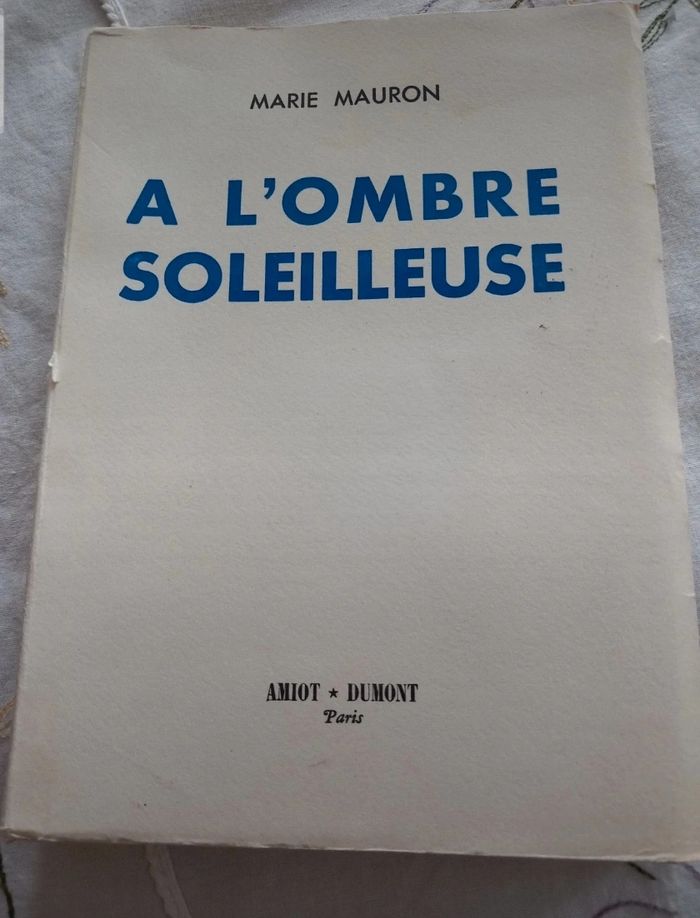 MARIE MAURON
A L'OMBRE
SOLEILLEUSE
AMIOT ★ DUMONT
Paris